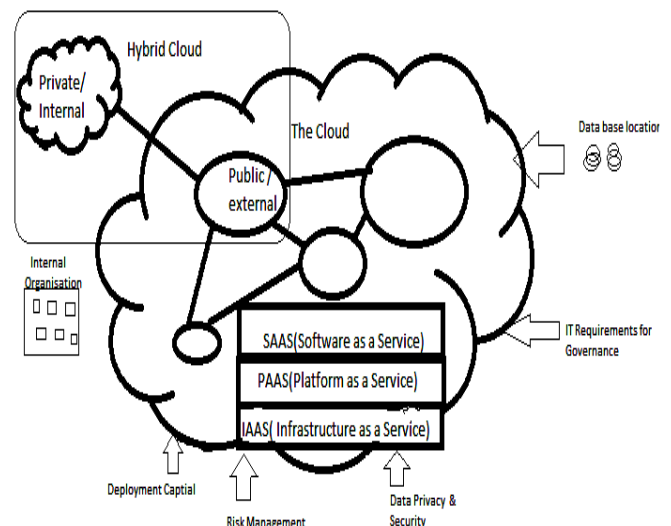 Hybrid Cloud
Private/
Internal
The Cloud
Data base location
Public /
external
Internal
Organisation
IT Requirements for
Governance
SAAS(Software as a Service)
PAAS(Platform as a Service)
IAAS( Infrastructure as a Service)
Deployment Captial
Data Privacy &
Security
Risk Management